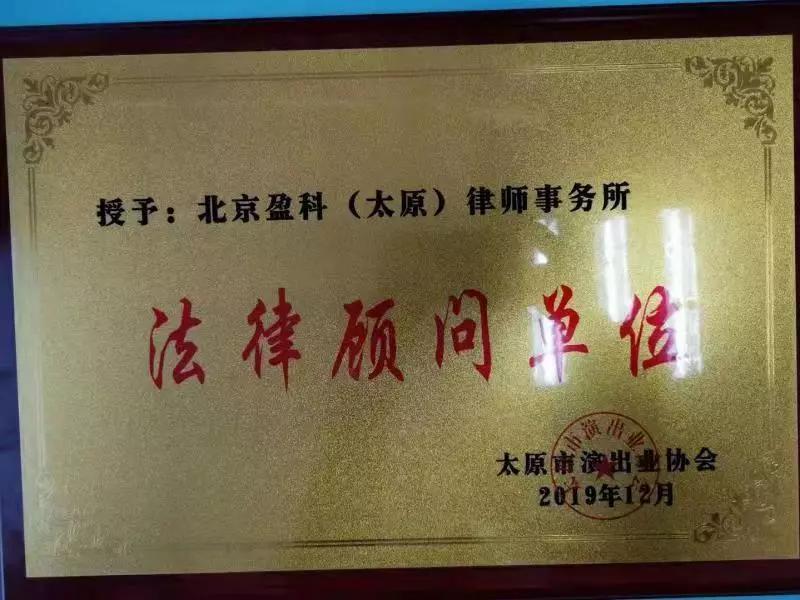 授予：北京盈科（太原）律师事务所
法律顾问单位
太原市演出业协会
2019年12月